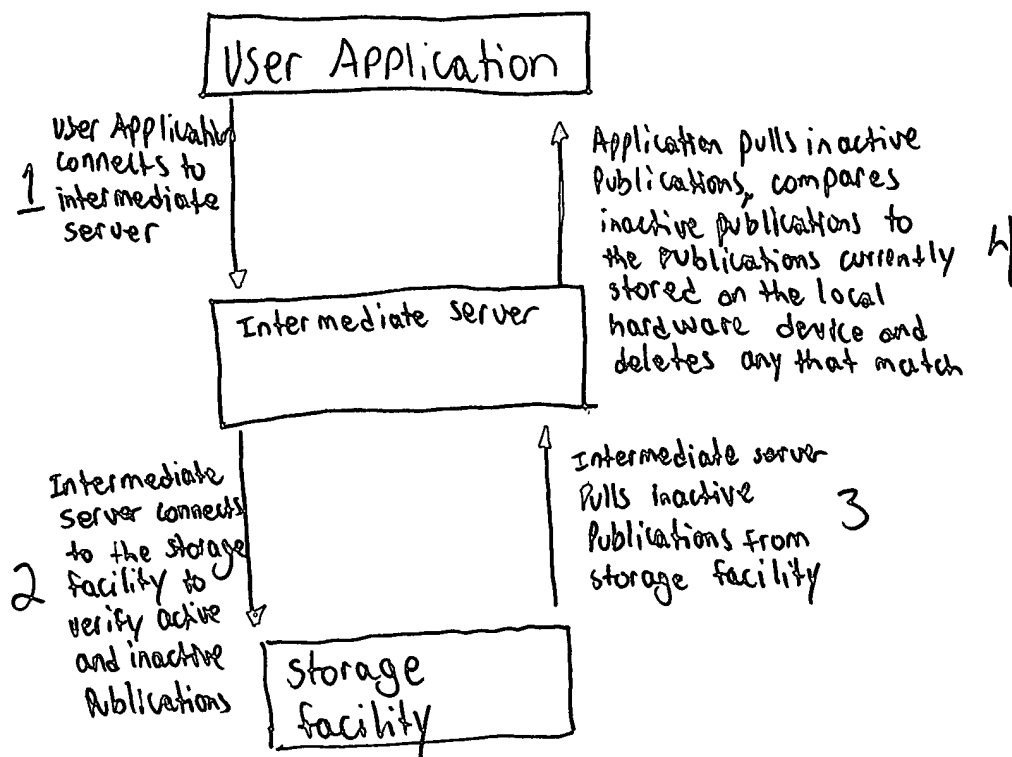 User Application
1
User Application
connects to
intermediate
server
Application pulls inactive
Publications, compares
inactive publications to
the publications currently
stored on the local
hardware device and
deletes any that match
4
Intermediate server
2
Intermediate
server connects
to the storage
facility to
verify active
and inactive
Publications
Intermediate server
Pulls inactive
Publications from
storage facility
3
storage
facility